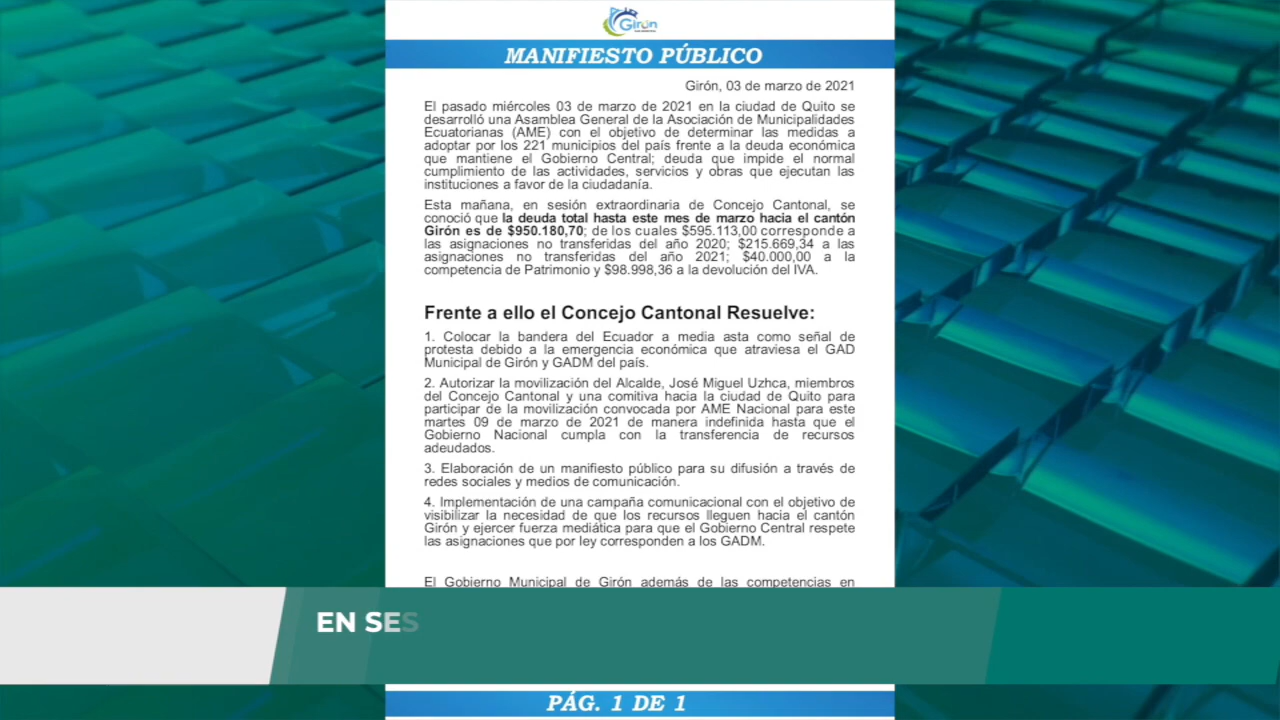 Girón
MANIFIESTO PÚBLICO
Girón, 03 de marzo de 2021
El pasado miércoles 03 de marzo de 2021 en la ciudad de Quito se
desarrolló una Asamblea General de la Asociación de Municipalidades
Ecuatorianas (AME) con el objetivo de determinar las medidas a
adoptar por los 221 municipios del país frente a la deuda económica
que mantiene el Gobierno Central; deuda que impide el normal
cumplimiento de las actividades, servicios y obras que ejecutan las
instituciones a favor de la ciudadanía.
Esta mañana, en sesión extraordinaria de Concejo Cantonal, se
conoció que la deuda total hasta este mes de marzo hacia el cantón
Girón es de $950.180,70; de los cuales $595.113,00 corresponde a
las asignaciones no transferidas del año 2020; $215.669,34 a las
asignaciones no transferidas del año 2021; $40.000,00 a la
competencia de Patrimonio y $98.998,36 a la devolución del IVA.
Frente a ello el Concejo Cantonal Resuelve:
1. Colocar la bandera del Ecuador a media asta como señal de
protesta debido a la emergencia económica que atraviesa el GAD
Municipal de Girón y GADM del país.
2. Autorizar la movilización del Alcalde, José Miguel Uzhca, miembros
del Concejo Cantonal y una comitiva hacia la ciudad de Quito para
participar de la movilización convocada por AME Nacional para este
martes 09 de marzo de 2021 de manera indefinida hasta que el
Gobierno Nacional cumpla con la transferencia de recursos
adeudados.
3. Elaboración de un manifiesto público para su difusión a través de
redes sociales y medios de comunicación.
4. Implementación de una campaña comunicacional con el objetivo de
visibilizar la necesidad de que los recursos lleguen hacia el cantón
Girón y ejercer fuerza mediática para que el Gobierno Central respete
las asignaciones que por ley corresponden a los GADM.
El Gobierno Municipal de Girón además de las competencias en
EN SES
PÁG. 1 DE 1